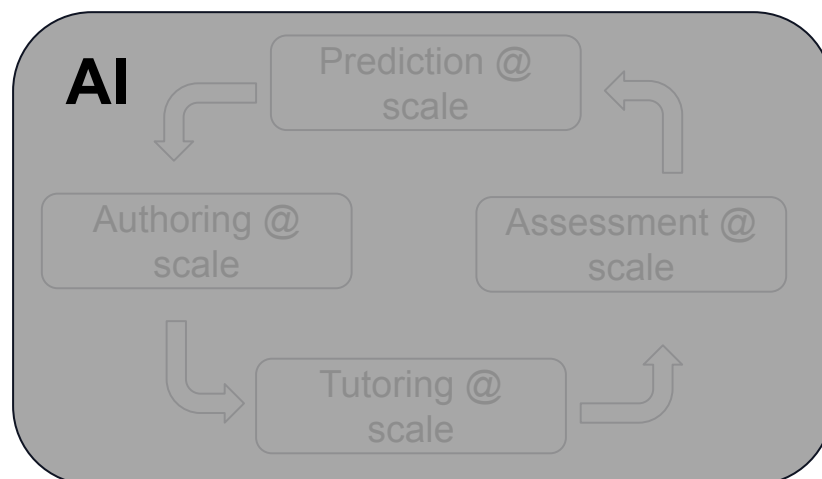 AI
Prediction @
scale
Authoring @
scale
Assessment @
scale
Tutoring @
scale